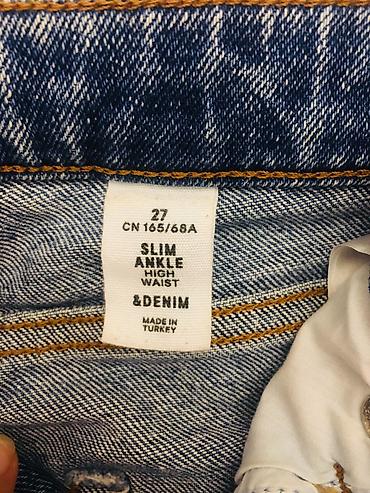 27
CN 165/68A
SLIM
ANKLE
HIGH
WAIST
&DENIM
MADE IN
TURKEY